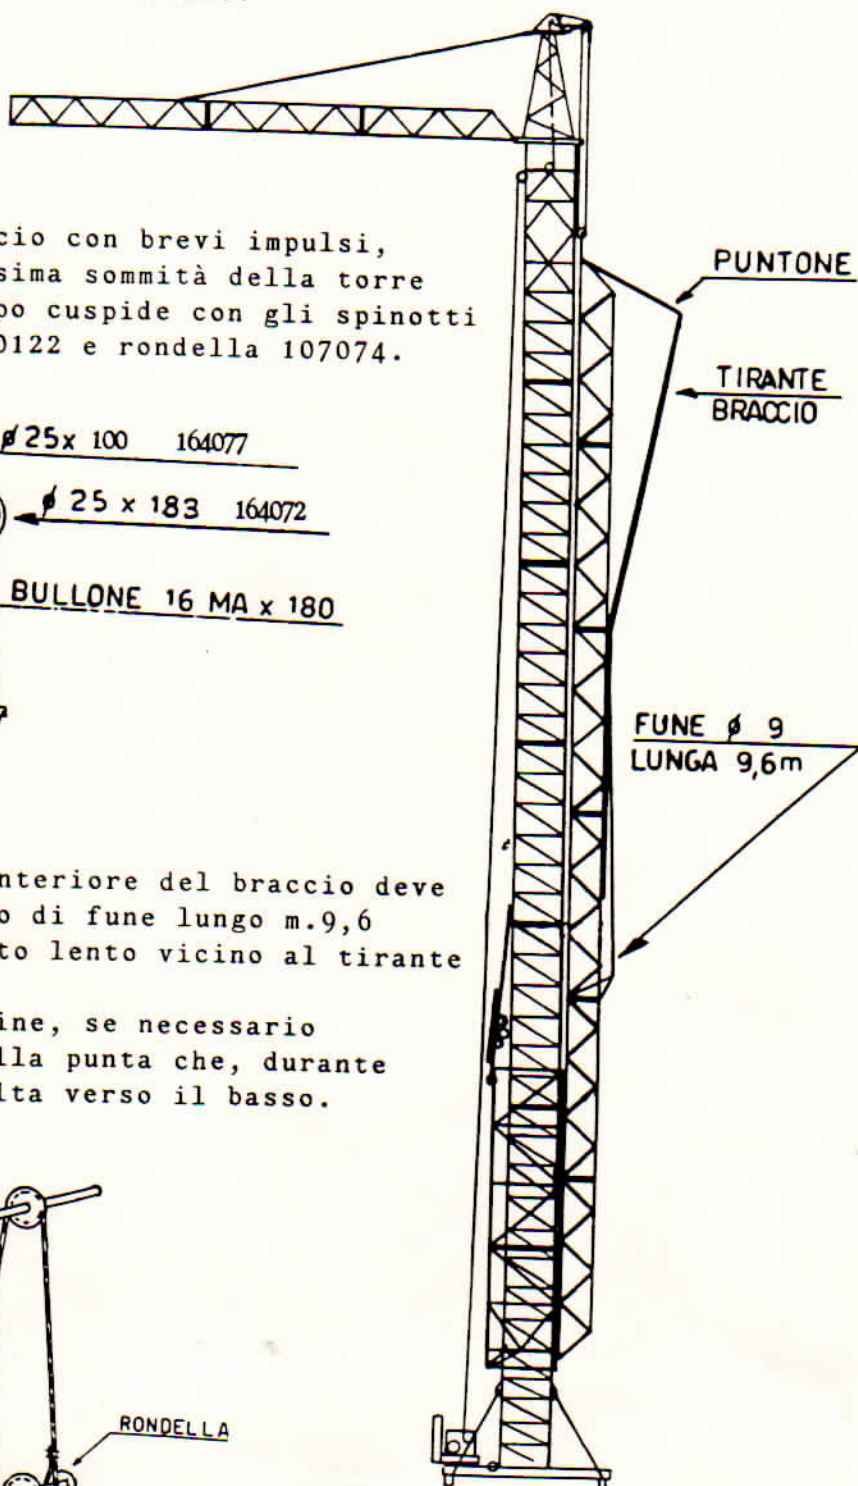 cio con brevi impulsi,
sima sommità della torre
po cuspide con gli spinotti
0122 e rondella 107074.
PUNTONE
TIRANTE
BRACCIO
ø 25 x 100 164077
ø 25 x 183 164072
BULLONE 16 MA x 180
FUNE ø 9
LUNGA 9,6m
nteriore del braccio deve
o di fune lungo m.9,6
to lento vicino al tirante
ine, se necessario
lla punta che, durante
lta verso il basso.
RONDELLA